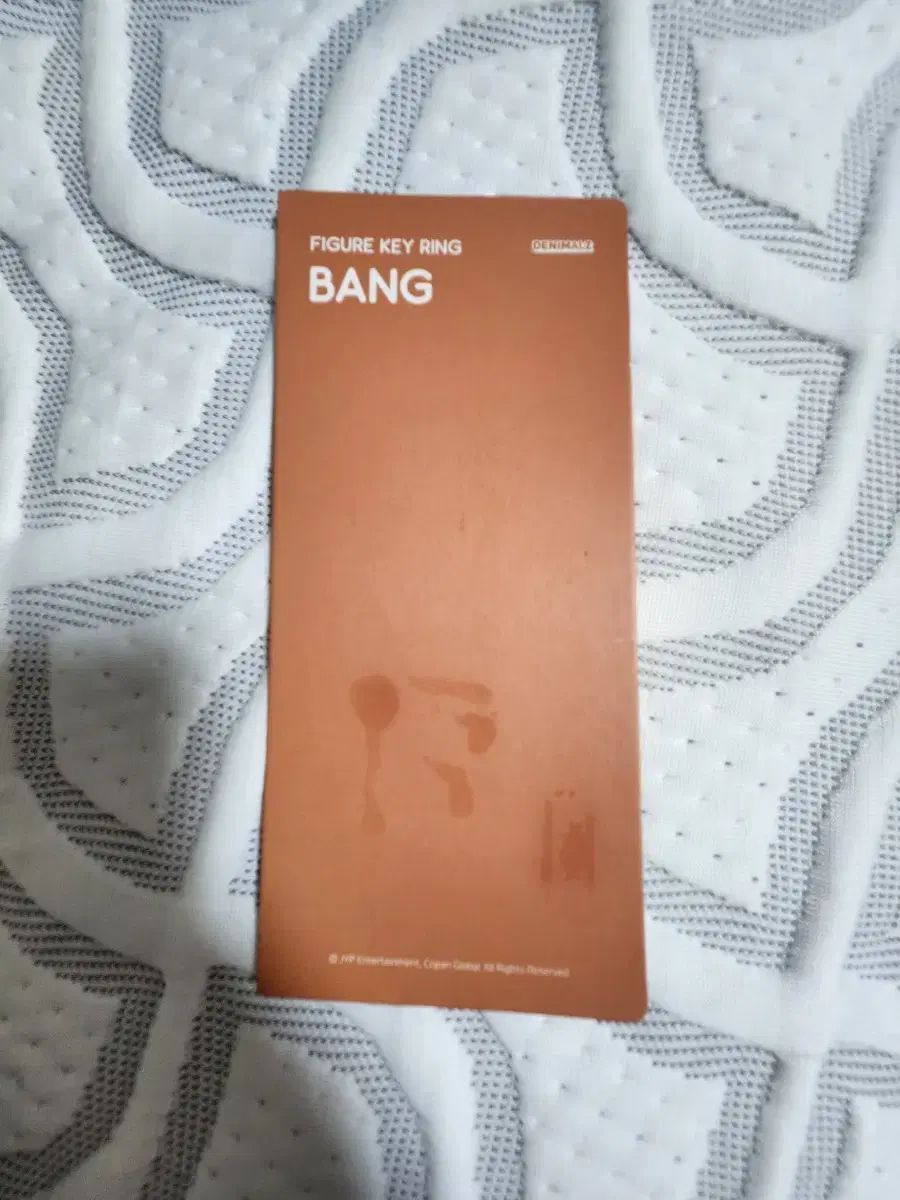 FIGURE KEY RING
DENIMALZ
BANG
© JYP Entertainment, Copan Global. All Rights Reserved.